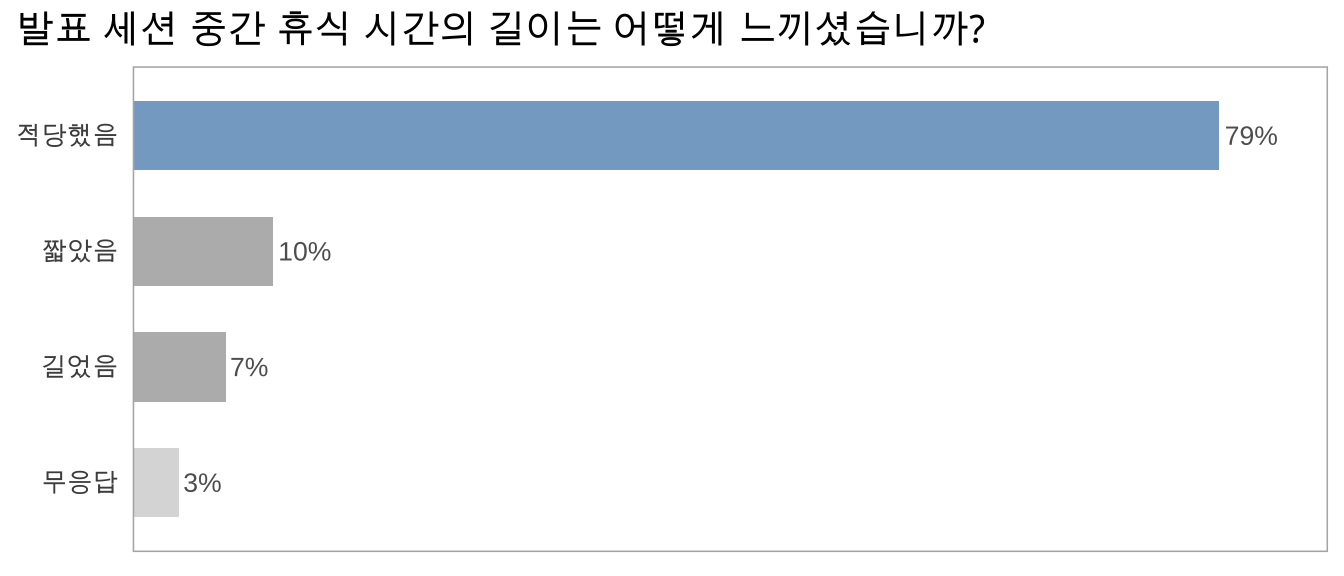 발표 세션 중간 휴식 시간의 길이는 어떻게 느끼셨습니까?
적당했음 79%
짧았음 10%
길었음 7%
무응답 3%